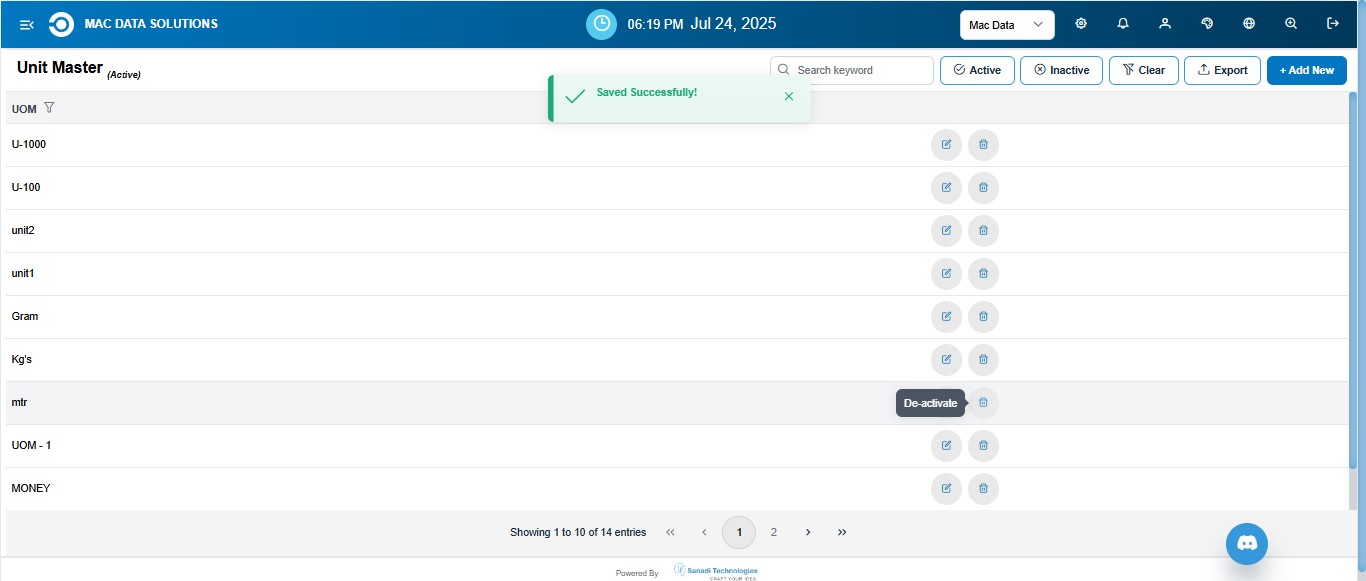 MAC DATA SOLUTIONS
06:19 PM Jul 24, 2025
Mac Data
Unit Master (Active)
Search keyword
Active
Inactive
Clear
Export
+ Add New
Saved Successfully!
UOM
U-1000
U-100
unit2
unit1
Gram
Kg's
mtr
De-activate
UOM - 1
MONEY
Showing 1 to 10 of 14 entries
1
2
Powered By
Sanadi Technologies
CRAFT YOUR IDEA